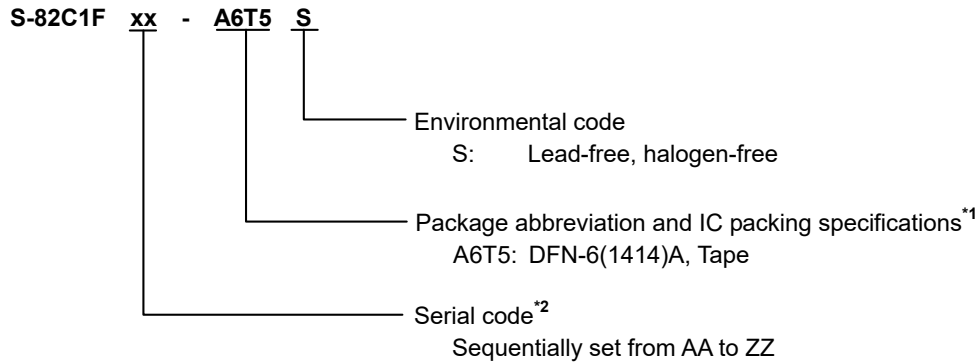 S-82C1F xx - A6T5 S
Environmental code
S: Lead-free, halogen-free
Package abbreviation and IC packing specifications*1
A6T5: DFN-6(1414)A, Tape
Serial code*2
Sequentially set from AA to ZZ